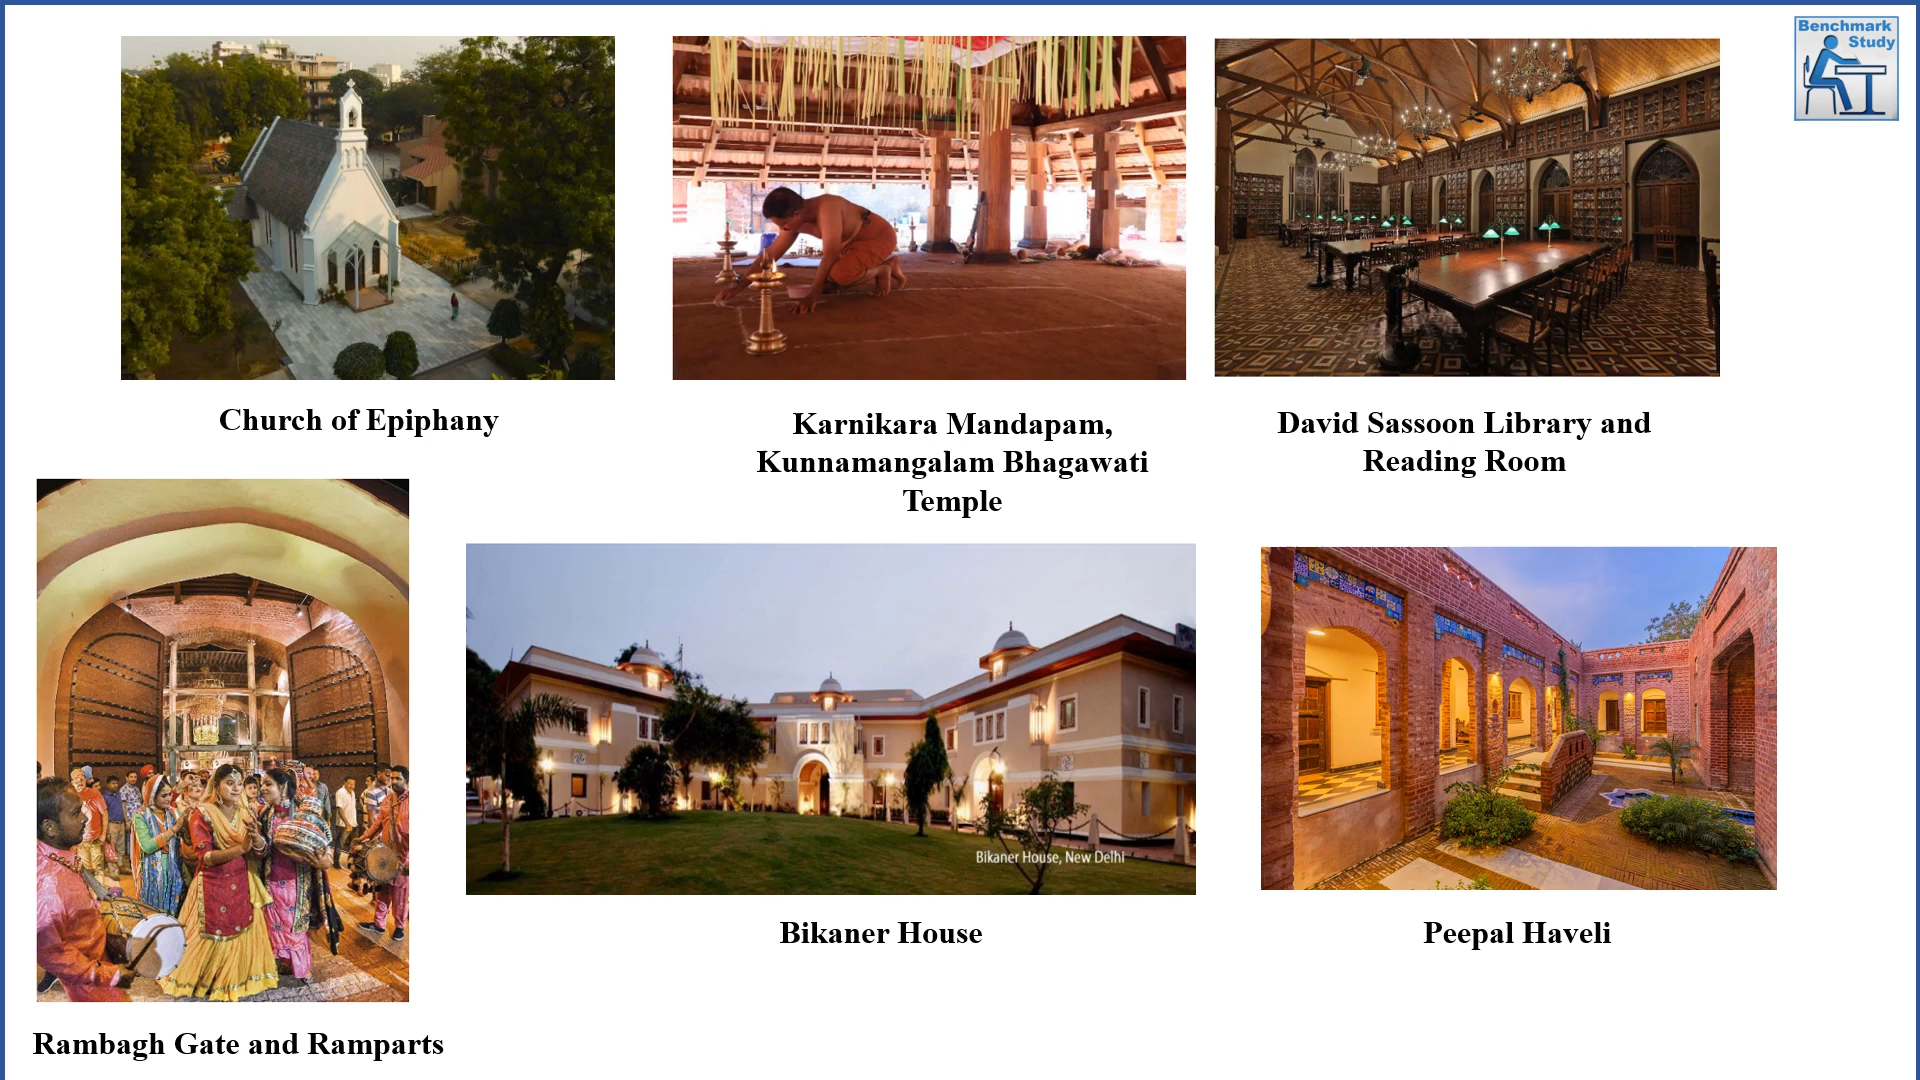 Benchmark
Study
Church of Epiphany
Karnikara Mandapam,
Kunnamangalam Bhagawati
Temple
David Sassoon Library and
Reading Room
Bikaner House, New Delhi
Bikaner House
Peepal Haveli
Rambagh Gate and Ramparts